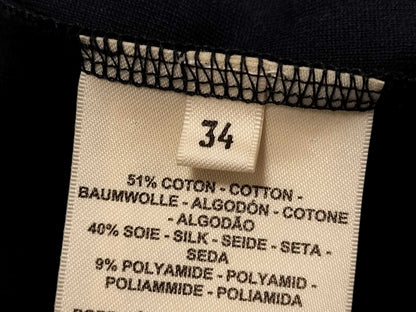 34
51% COTON - COTTON -
BAUMWOLLE - ALGODÓN - COTONE
- ALGODÃO
40% SOIE - SILK - SEIDE - SETA -
SEDA
9% POLYAMIDE - POLYAMID -
POLIAMMIDE - POLIAMIDA